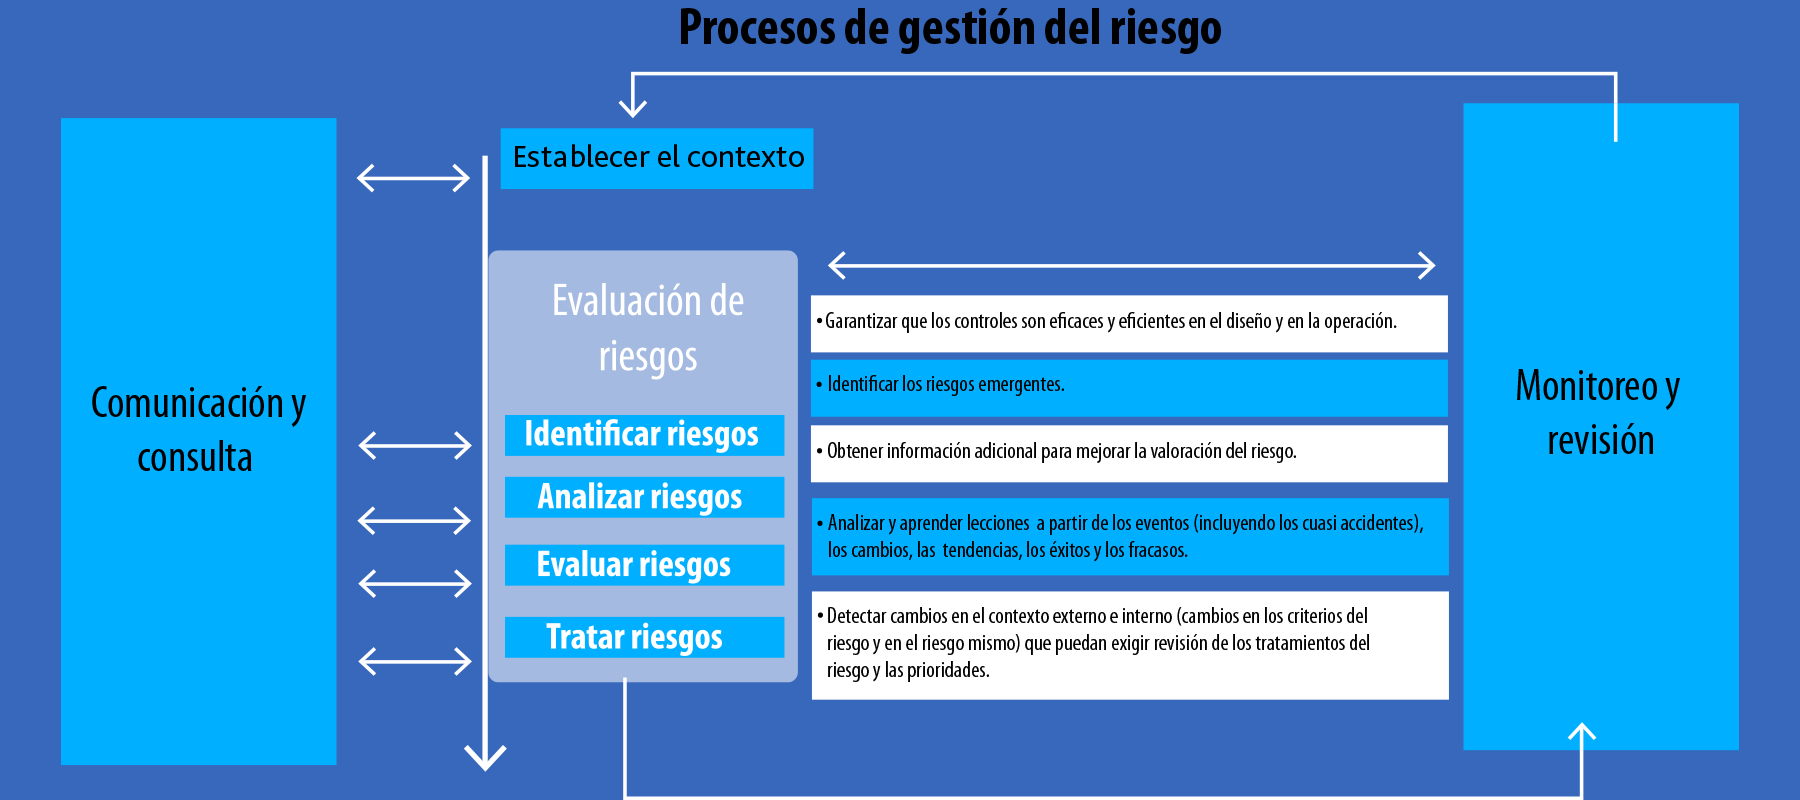 Procesos de gestión del riesgo
Establecer el contexto
Comunicación y
consulta
Evaluación de
riesgos
Identificar riesgos
Analizar riesgos
Evaluar riesgos
Tratar riesgos
• Garantizar que los controles son eficaces y eficientes en el diseño y en la operación.
• Identificar los riesgos emergentes.
• Obtener información adicional para mejorar la valoración del riesgo.
• Analizar y aprender lecciones a partir de los eventos (incluyendo los cuasi accidentes),
los cambios, las tendencias, los éxitos y los fracasos.
• Detectar cambios en el contexto externo e interno (cambios en los criterios del
riesgo y en el riesgo mismo) que puedan exigir revisión de los tratamientos del
riesgo y las prioridades.
Monitoreo y
revisión